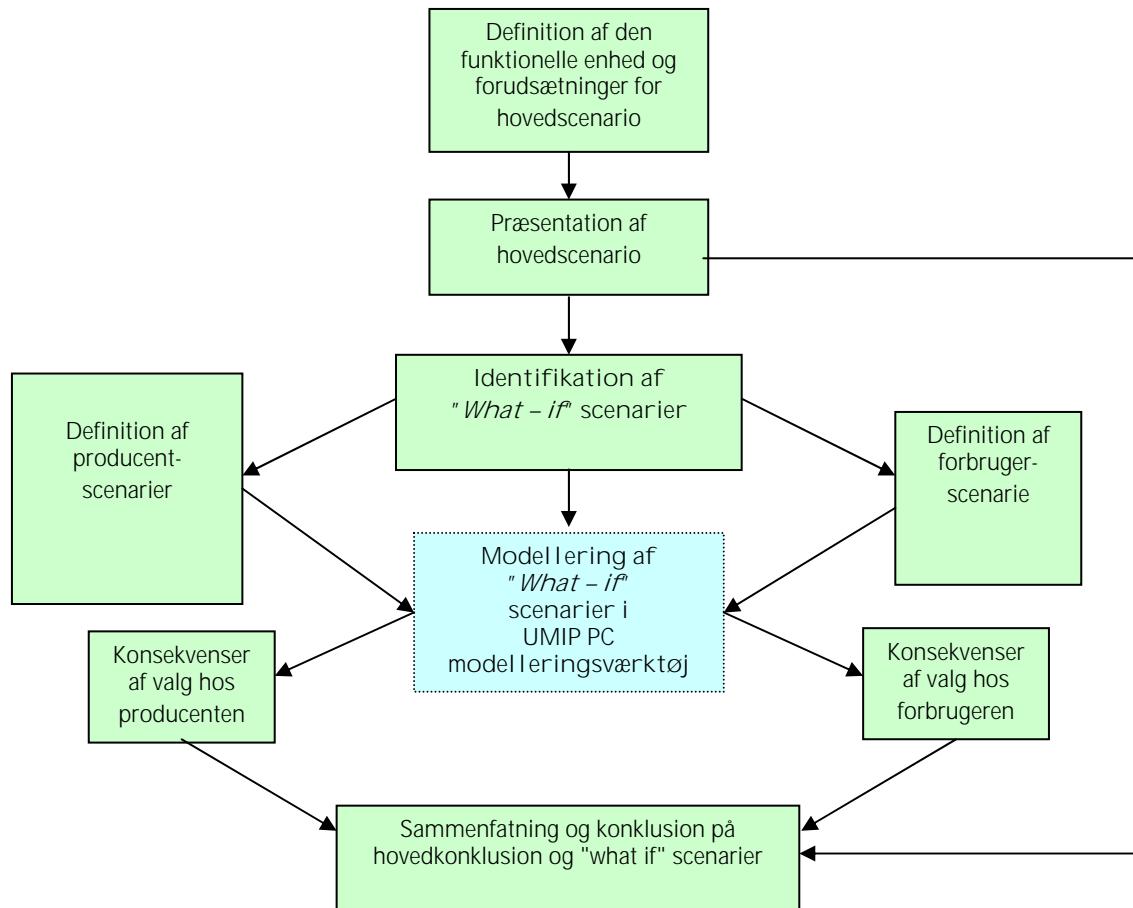 Definition af den
funktionelle enhed og
forudsætninger for
hovedscenario
Præsentation af
hovedscenario
Identifikation af
"What – if" scenarier
Definition af
producent-
scenarier
Definition af
forbruger-
scenarie
Modellering af
"What – if"
scenarier i
UMIP PC
modelleringsværktøj
Konsekvenser
af valg hos
producenten
Konsekvenser
af valg hos
forbrugeren
Sammenfatning og konklusion på
hovedkonklusion og "what if" scenarier